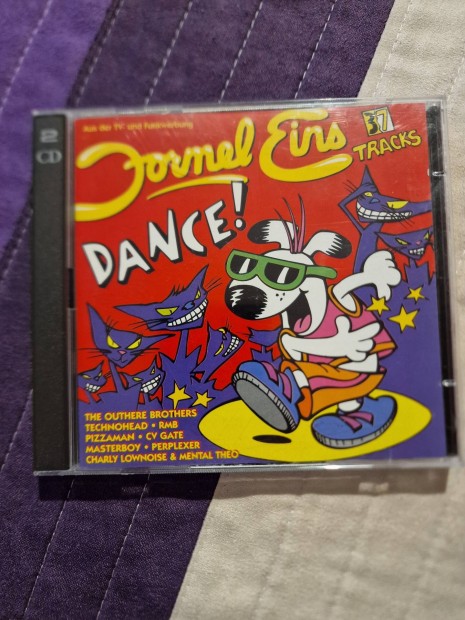 2
CD
Aus der TV- und Funkwerbung
Formel Eins
37
TRACKS
DANCE!
THE OUTHERE BROTHERS
TECHNOHEAD • RMB
PIZZAMAN • CY GATE
MASTERBOY • PERPLEXER
CHARLY LOWNOISE & MENTAL THEO